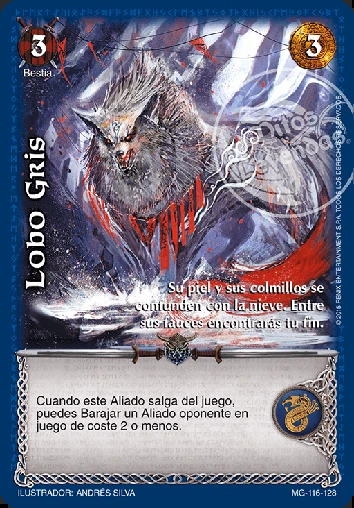 3
3
Bestia
Lobo Gris
Mitos
Su piel y sus colmillos se
confunden con la nieve. Entre
sus fauces encontrarás tu fin.
Cuando este Aliado salga del juego,
puedes Barajar un Aliado oponente en
juego de coste 2 o menos.
ILUSTRADOR: ANDRÉS SILVA
MG-116-128